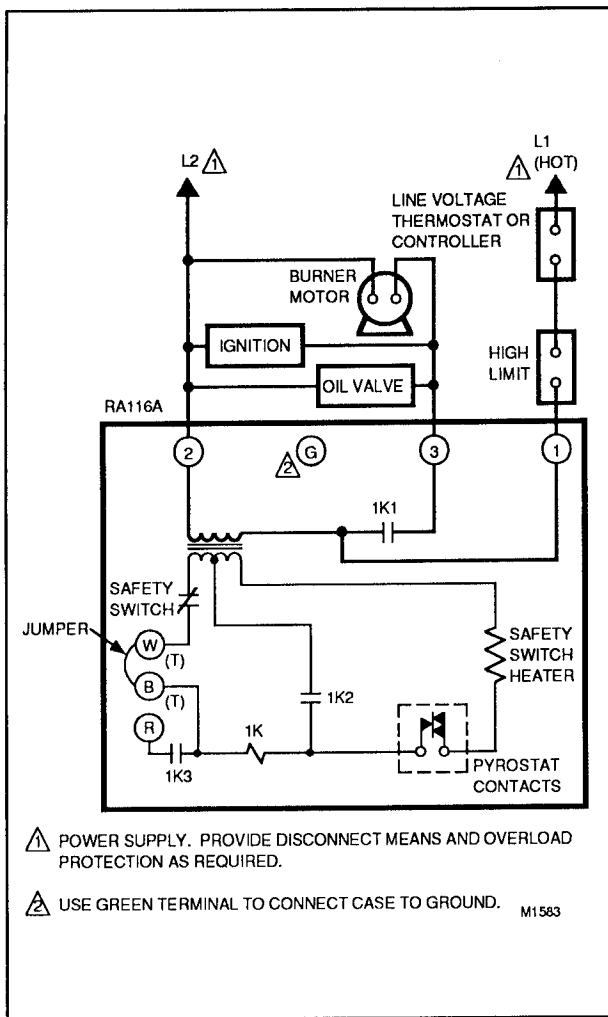 L2 1
L1
(HOT)
1
LINE VOLTAGE
THERMOSTAT OR
CONTROLLER
BURNER
MOTOR
IGNITION
HIGH
LIMIT
OIL VALVE
RA116A
2
2
G
3
1
1K1
SAFETY
SWITCH
JUMPER
W
(T)
SAFETY
SWITCH
HEATER
B
(T)
1K2
R
1K
1K3
PYROSTAT
CONTACTS
1 POWER SUPPLY. PROVIDE DISCONNECT MEANS AND OVERLOAD
PROTECTION AS REQUIRED.
2 USE GREEN TERMINAL TO CONNECT CASE TO GROUND.
M1583